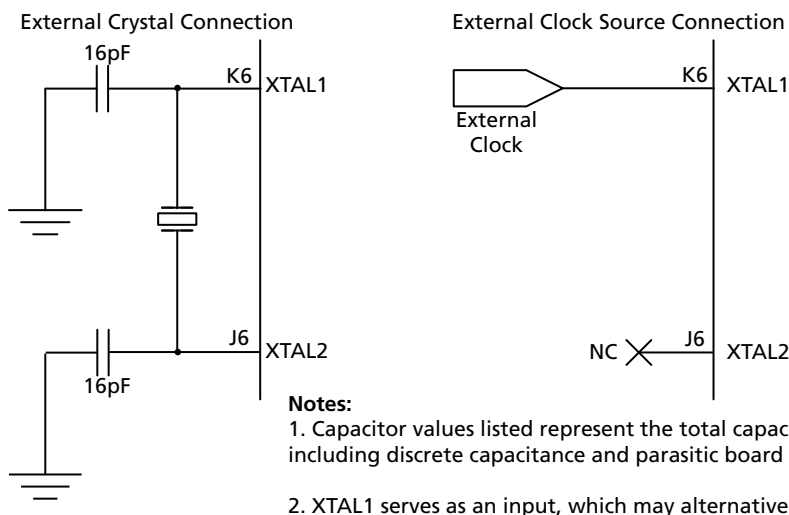 External Crystal Connection
16pF
K6
XTAL1
J6
XTAL2
16pF
External Clock Source Connection
K6
XTAL1
External
Clock
J6
NC
XTAL2
Notes:
1. Capacitor values listed represent the total capac
including discrete capacitance and parasitic board
2. XTAL1 serves as an input, which may alternative